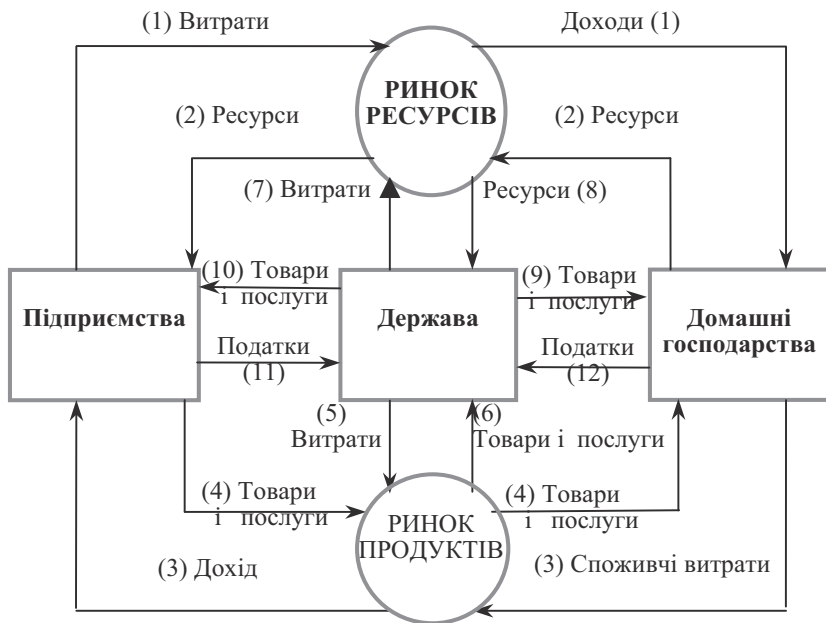 (1) Витрати
Доходи (1)
РИНОК
РЕСУРСІВ
(2) Ресурси
(2) Ресурси
(7) Витрати
Ресурси (8)
(10) Товари
і послуги
(9) Товари
і послуги
Підприємства
Держава
Домашні
господарства
Податки
(11)
Податки
(12)
(5)
Витрати
(6)
Товари і послуги
(4) Товари
і послуги
(4) Товари
і послуги
РИНОК
ПРОДУКТІВ
(3) Дохід
(3) Споживчі витрати